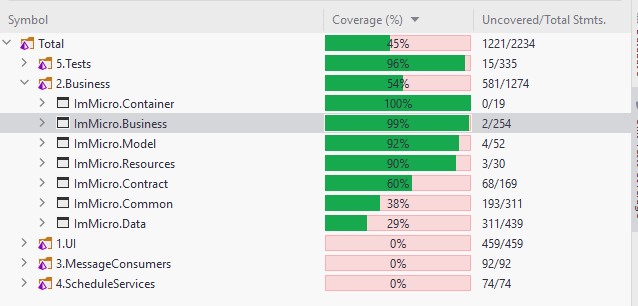 Symbol Coverage (%) Uncovered/Total Stmts.
Total 45% 1221/2234
5.Tests 96% 15/335
2.Business 54% 581/1274
ImMicro.Container 100% 0/19
ImMicro.Business 99% 2/254
ImMicro.Model 92% 4/52
ImMicro.Resources 90% 3/30
ImMicro.Contract 60% 68/169
ImMicro.Common 38% 193/311
ImMicro.Data 29% 311/439
1.UI 0% 459/459
3.MessageConsumers 0% 92/92
4.ScheduleServices 0% 74/74